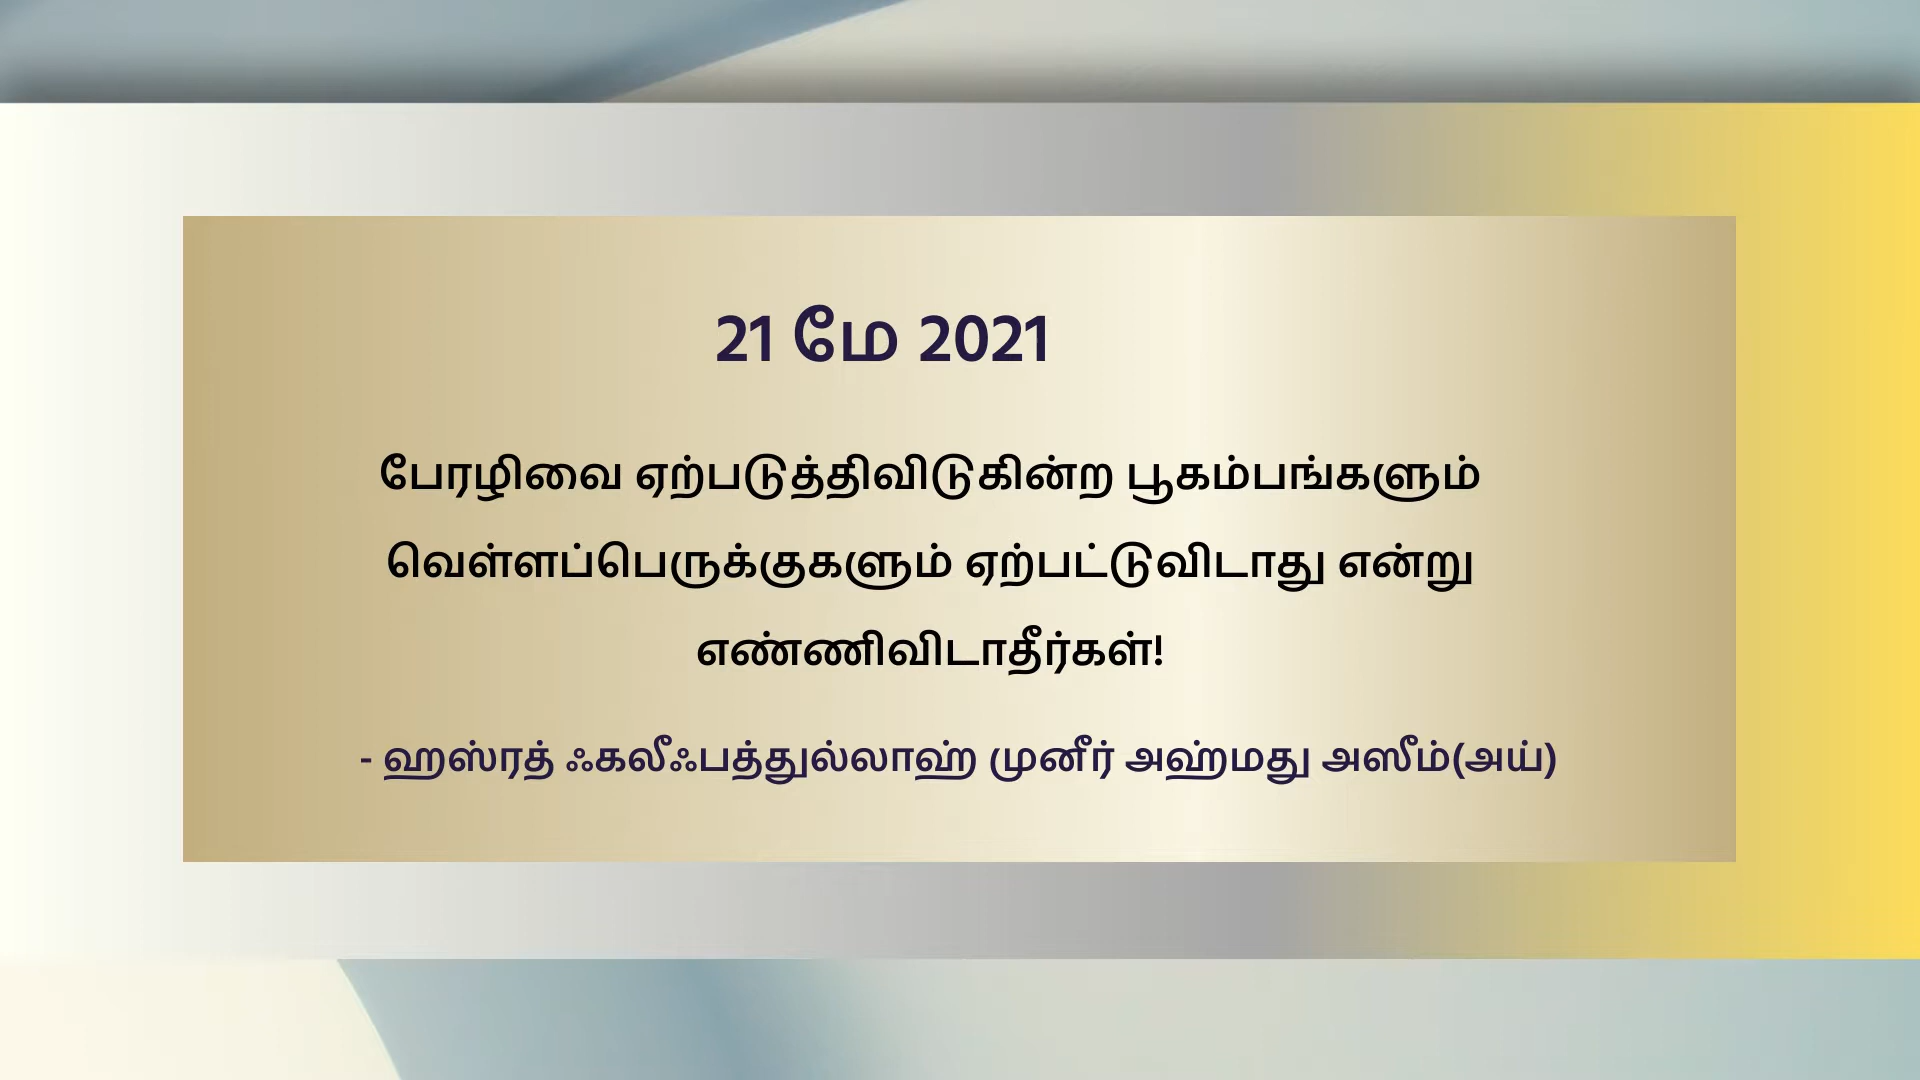 21 மே 2021
பேரழிவை ஏற்படுத்திவிடுகின்ற பூகம்பங்களும்
வெள்ளப்பெருக்குகளும் ஏற்பட்டுவிடாது என்று
எண்ணிவிடாதீர்கள்!
- ஹஸ்ரத் ஃகலீஃபத்துல்லாஹ் முனீர் அஹ்மது அஸீம்(அய்)